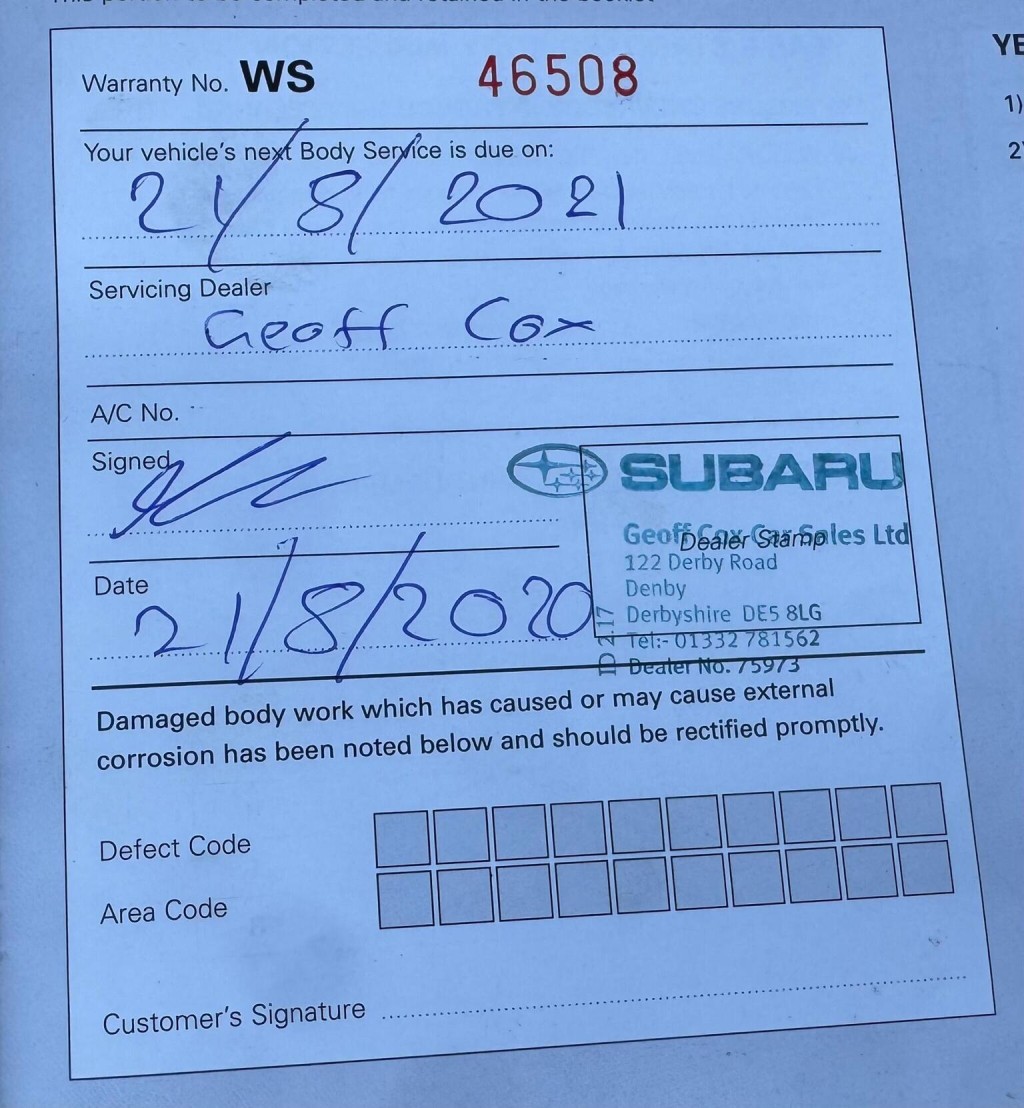 Warranty No. WS 46508
Your vehicle's next Body Service is due on:
21/8/2021
Servicing Dealer
Geoff Cox
A/C No.
Signed
SUBARU
Geoff Cox Car Sales Ltd
Dealer Stamp
122 Derby Road
Denby
Derbyshire DE5 8LG
Tel:- 01332 781562
Dealer No. 75973
ID 217
Date
21/8/2020
Damaged body work which has caused or may cause external
corrosion has been noted below and should be rectified promptly.
Defect Code
Area Code
Customer's Signature
YE
1)
2)